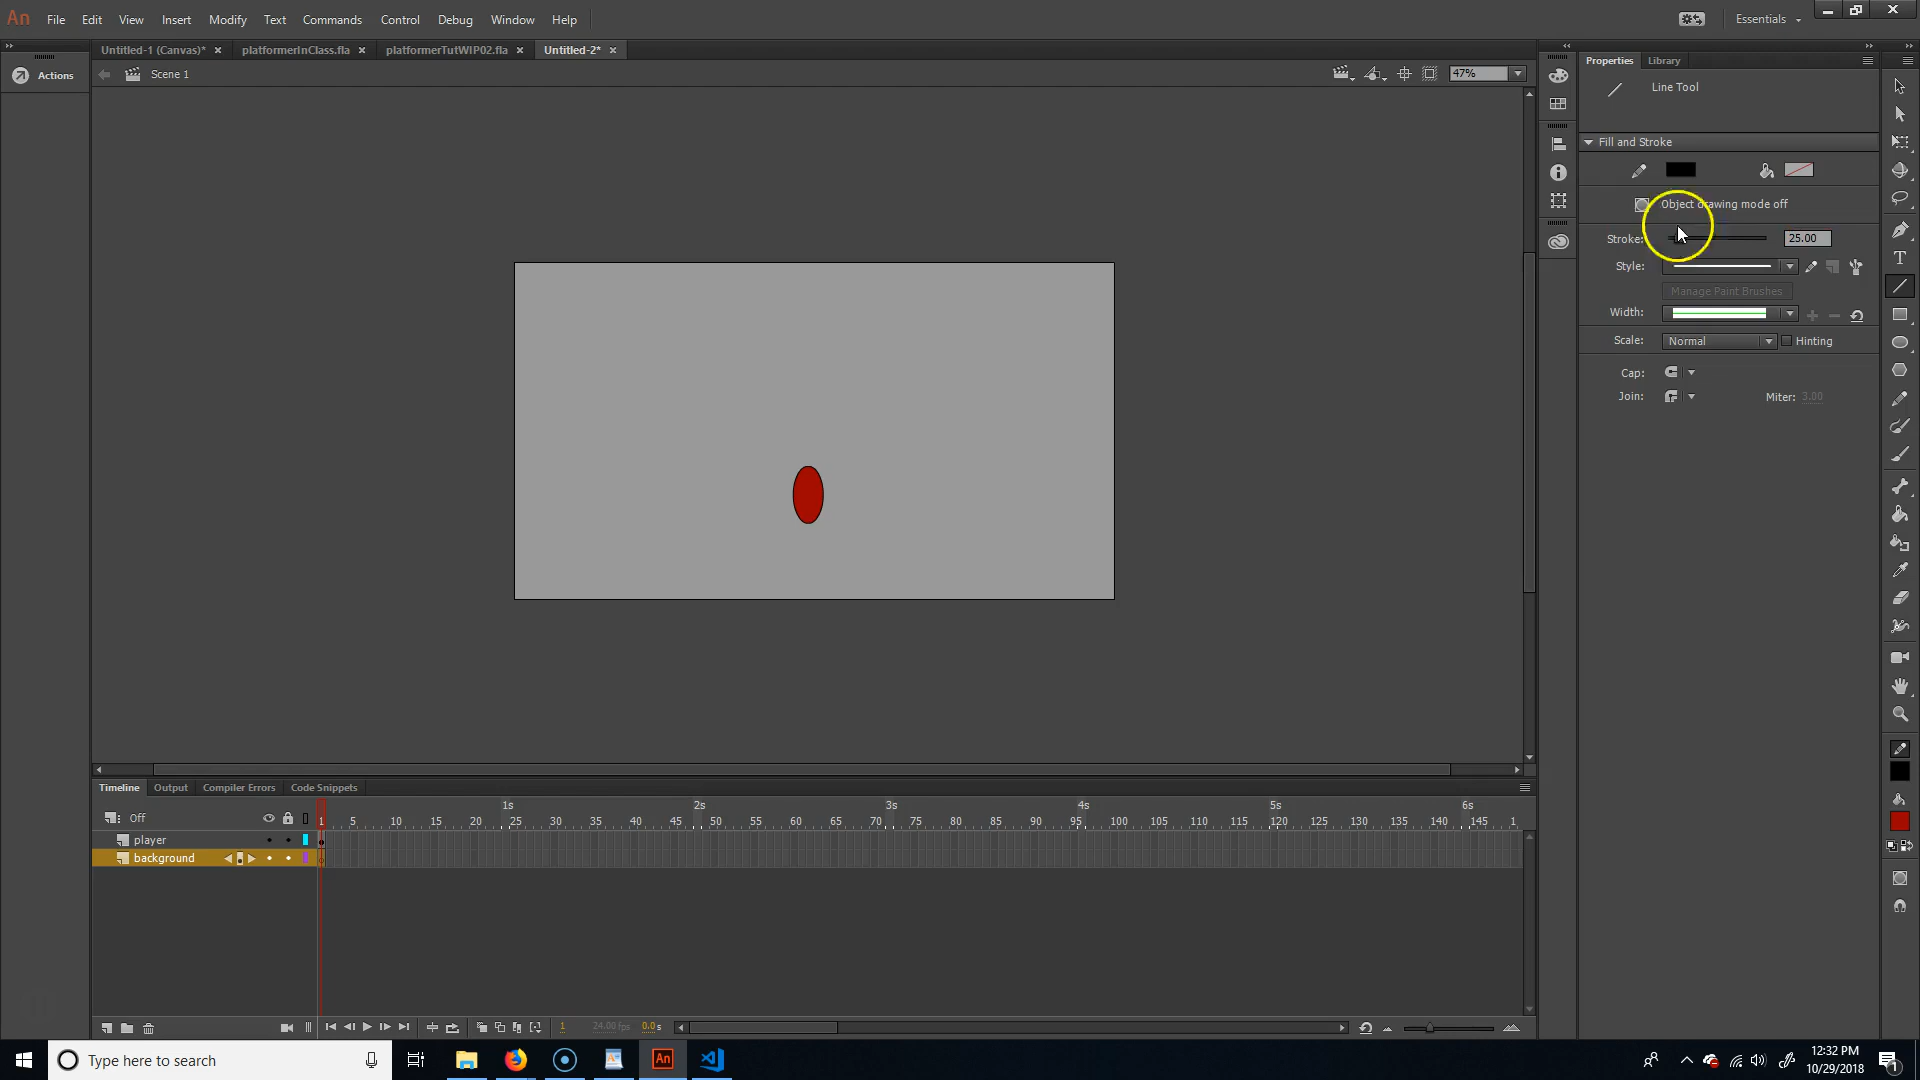 An File Edit View Insert Modify Text Commands Control Debug Window Help Essentials
Untitled-1 (Canvas)* × platformerInClass.fla × platformerTutWIP02.fla × Untitled-2* ×
Actions
Scene 1
47%
Properties Library
Line Tool
Fill and Stroke
Object drawing mode off
Stroke: 25.00
Style:
Manage Paint Brushes
Width:
Scale: Normal Hinting
Cap:
Join: Miter: 3.00
Timeline Output Compiler Errors Code Snippets
1s 2s 3s 4s 5s 6s
Off 1 5 10 15 20 25 30 35 40 45 50 55 60 65 70 75 80 85 90 95 100 105 110 115 120 125 130 135 140 145 1
player
background
1 24.00 fps 0.0 s
Type here to search
An
12:32 PM
10/29/2018
1